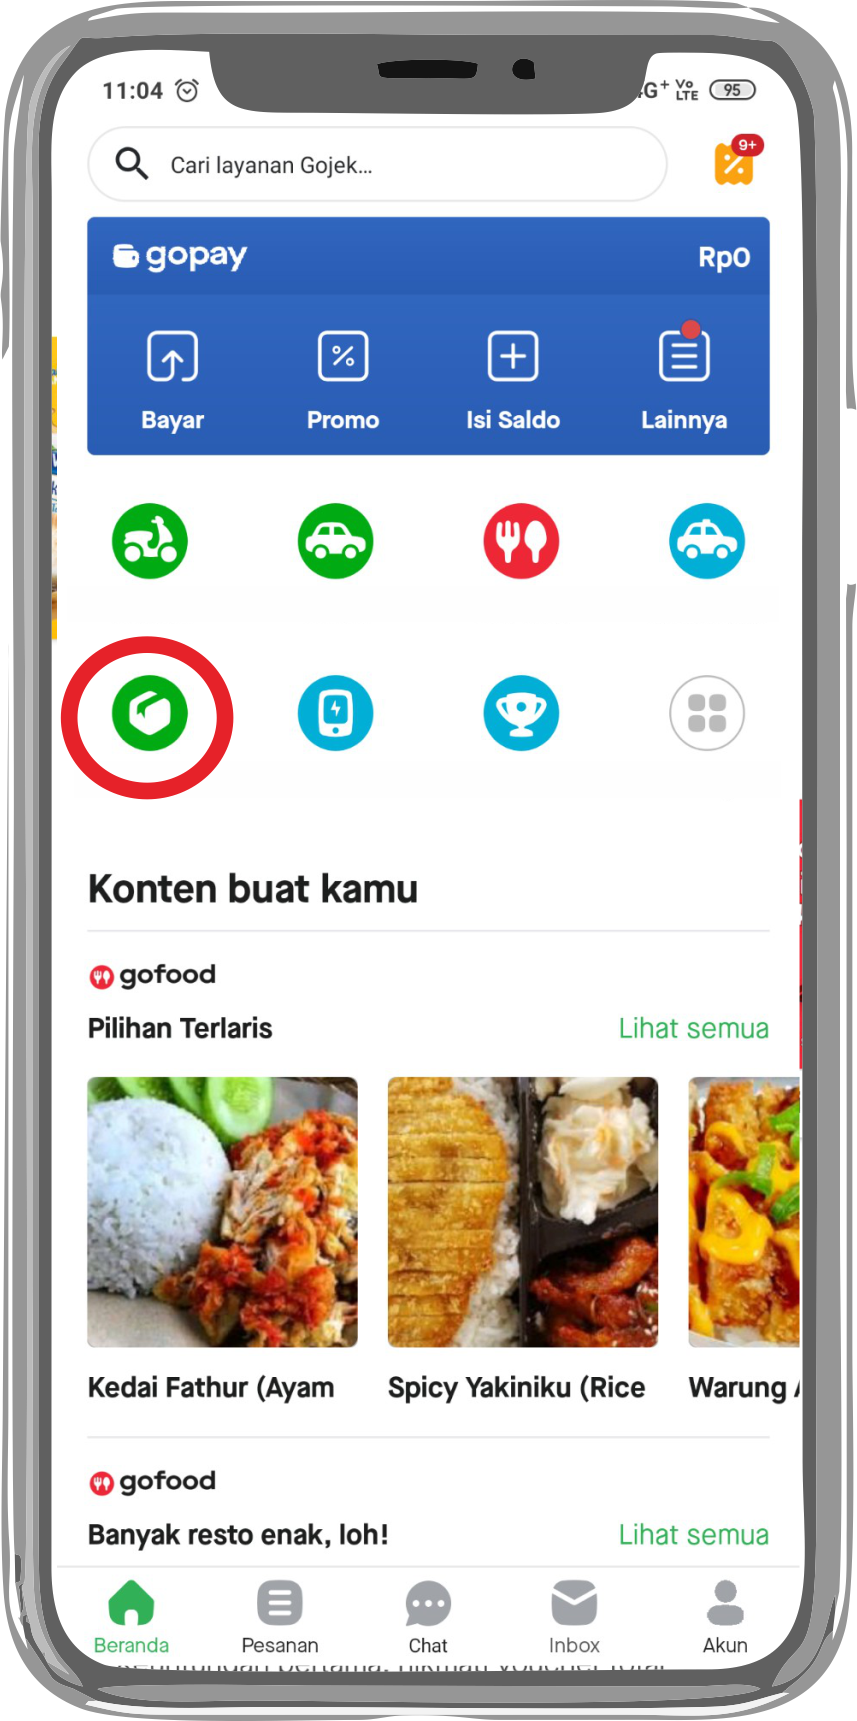 11:04 G+ Vo LTE 95
Cari layanan Gojek...
9+
gopay Rp0
Bayar Promo Isi Saldo Lainnya
Konten buat kamu
gofood
Pilihan Terlaris Lihat semua
Kedai Fathur (Ayam Spicy Yakiniku (Rice Warung
gofood
Banyak resto enak, loh! Lihat semua
Beranda Pesanan Chat Inbox Akun